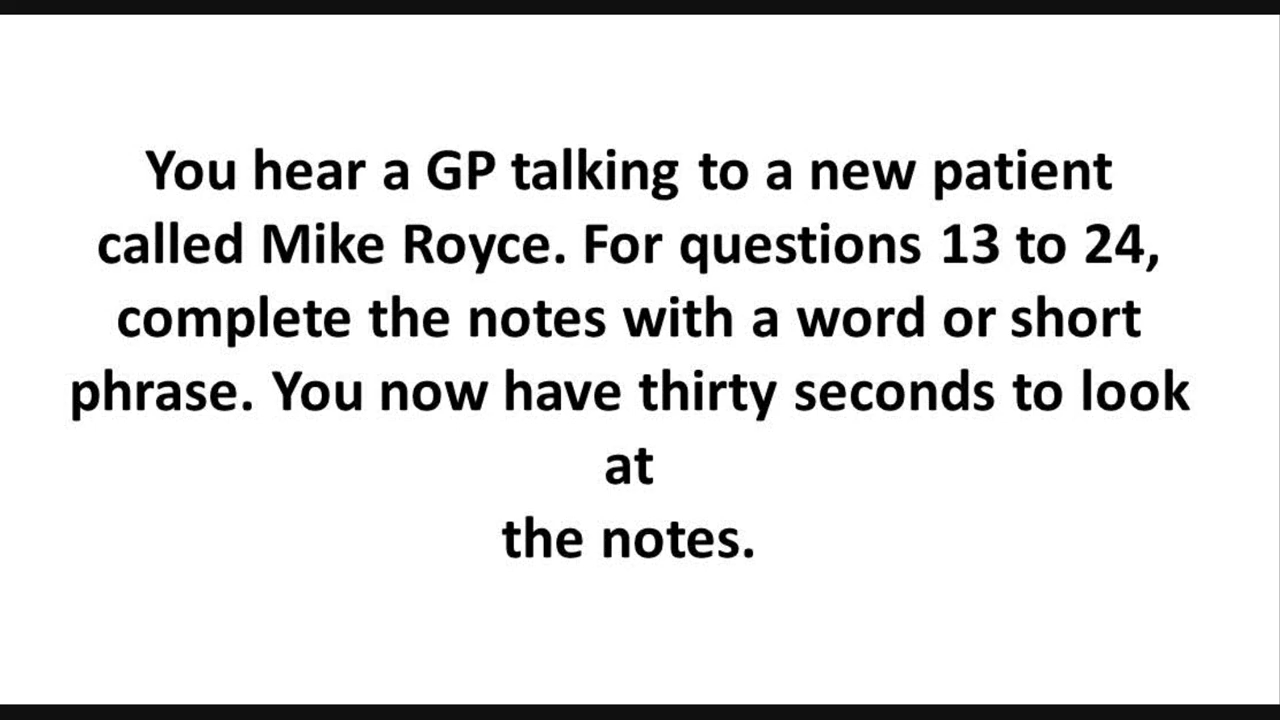 You hear a GP talking to a new patient
called Mike Royce. For questions 13 to 24,
complete the notes with a word or short
phrase. You now have thirty seconds to look
at
the notes.